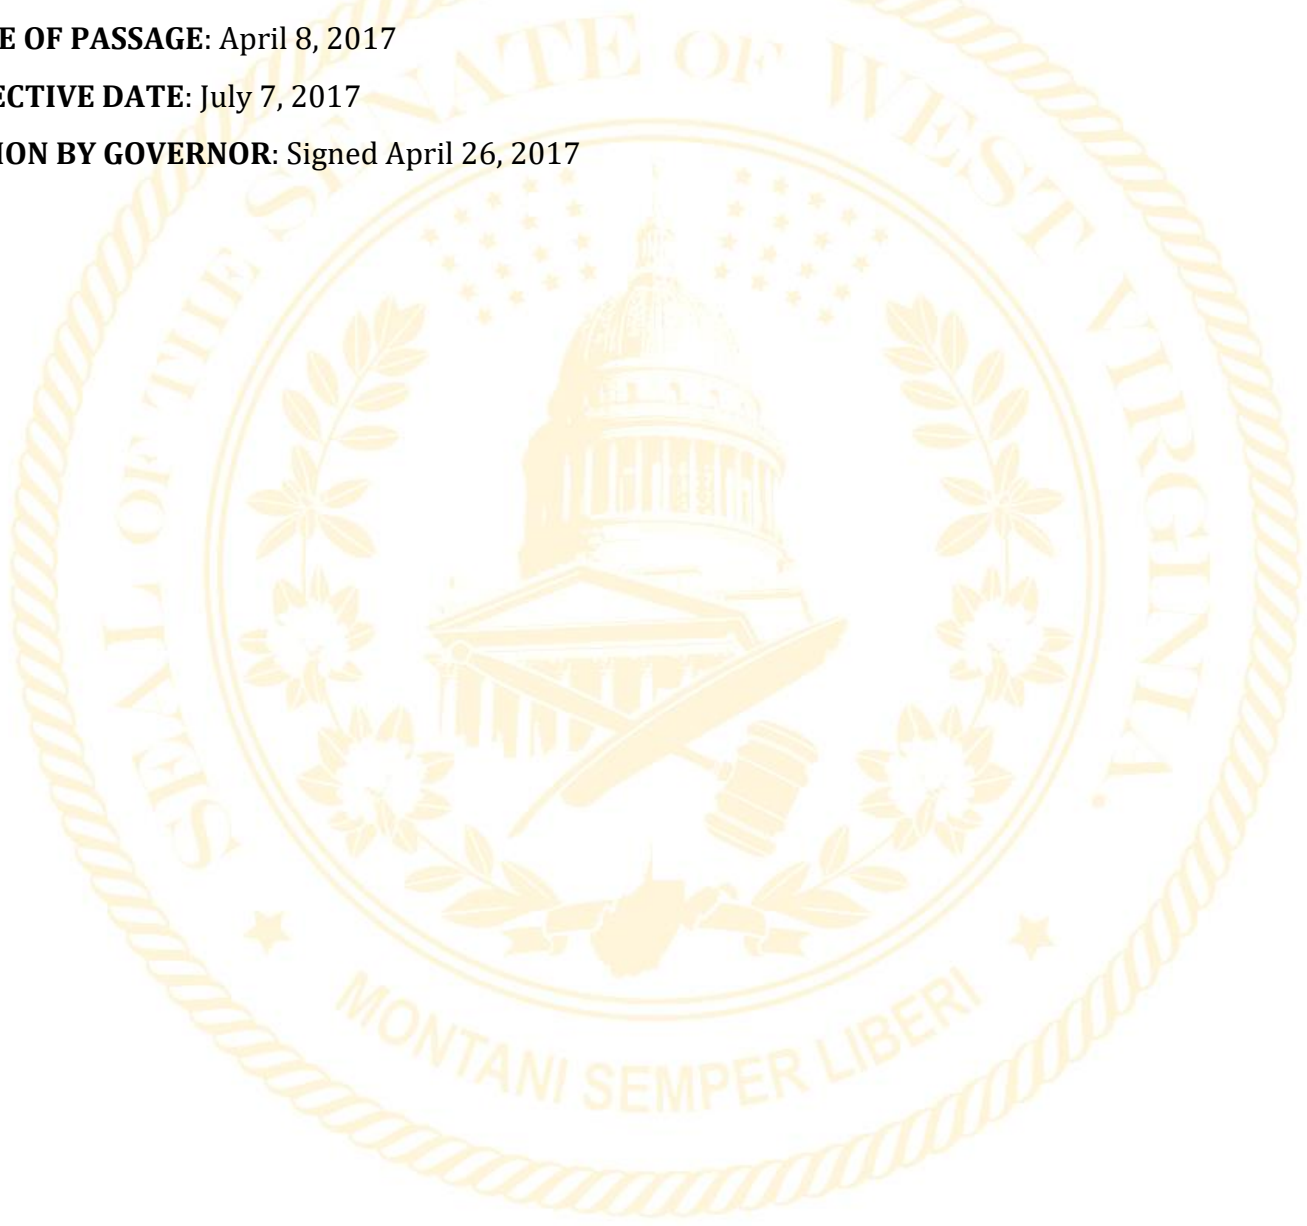 E OF PASSAGE: April 8, 2017
ECTIVE DATE: July 7, 2017
ION BY GOVERNOR: Signed April 26, 2017
SEAL OF THE SENATE OF WEST VIRGINIA
MONTANI SEMPER LIBERI